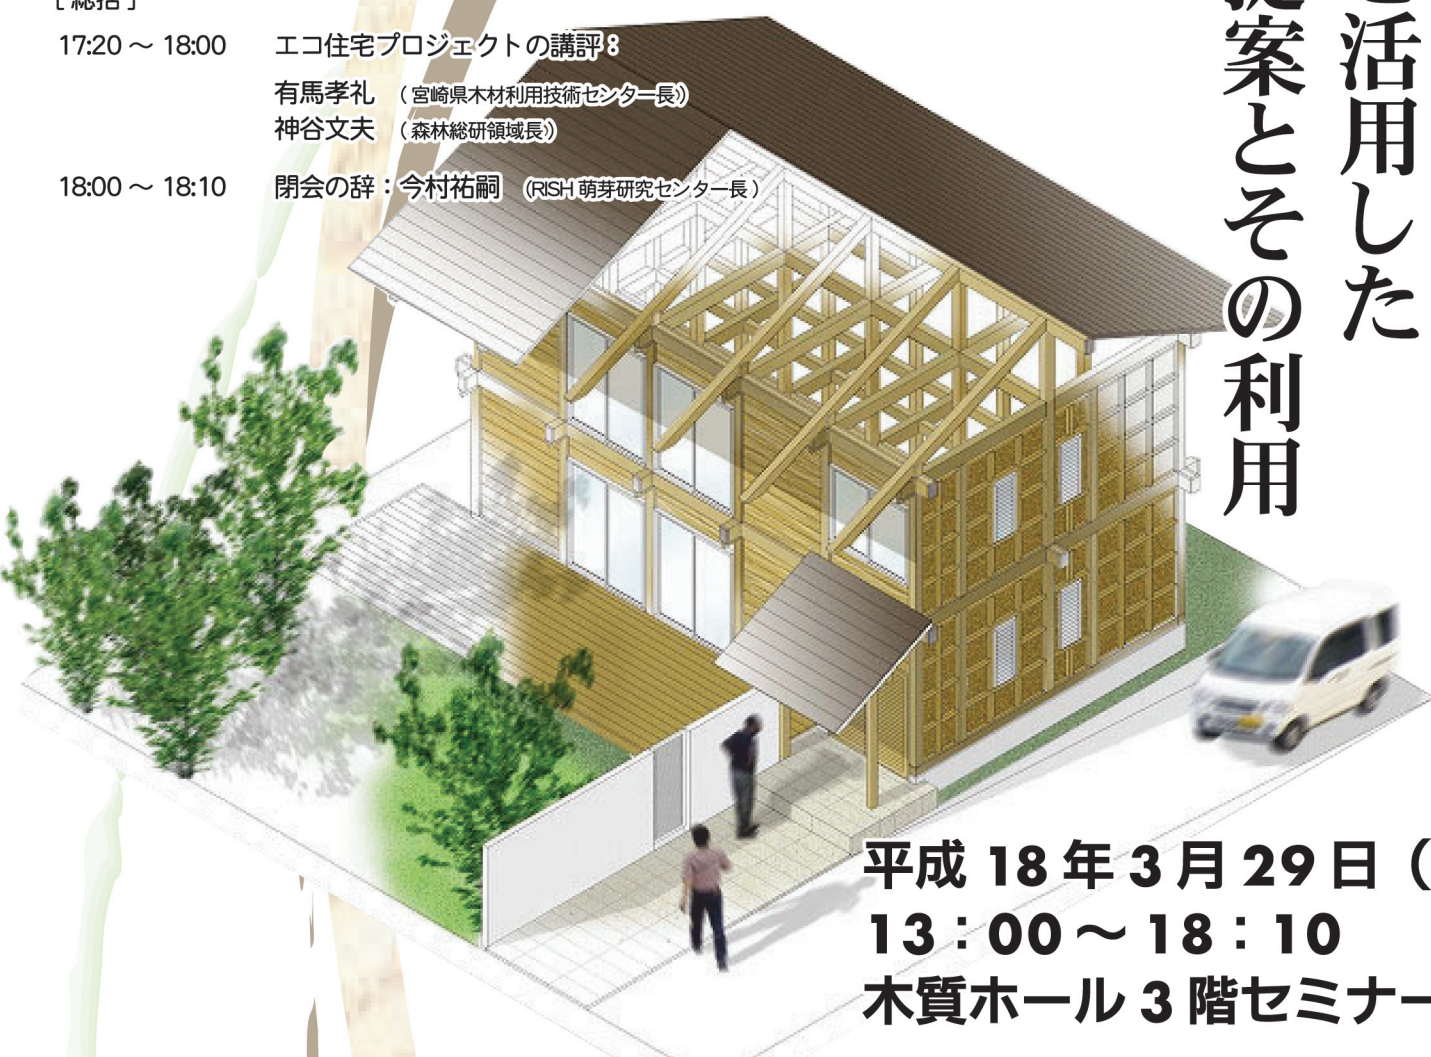 [ 総括 ]
17:20 〜 18:00 エコ住宅プロジェクトの講評:
有馬孝礼 （ 宮崎県木材利用技術センター長）
神谷文夫 （ 森林総研領域長）
18:00 〜 18:10 閉会の辞：今村祐嗣 （RISH 萌芽研究センター長 ）
活用した
提案とその利用
平成 18 年 3 月 29 日（
13：00 〜 18：10
木質ホール 3 階セミナー